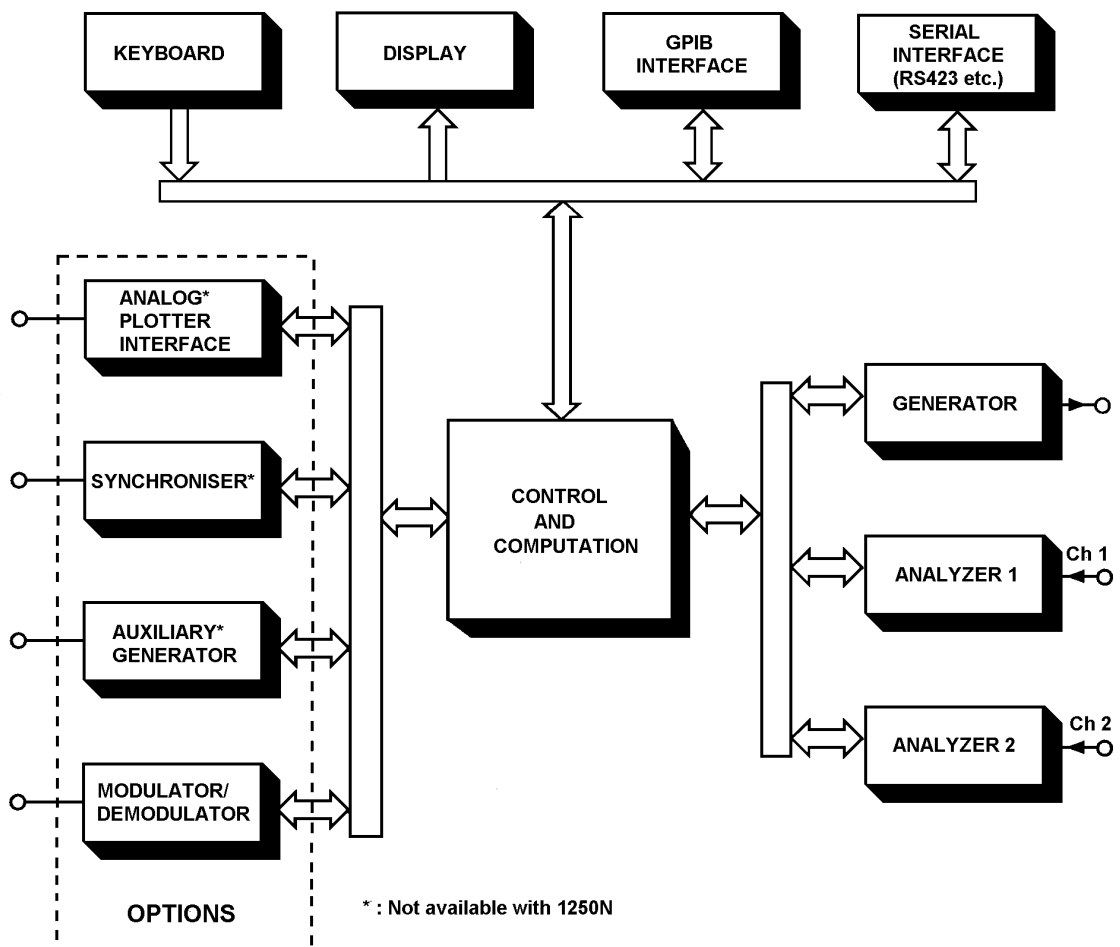 KEYBOARD
DISPLAY
GPIB
INTERFACE
SERIAL
INTERFACE
(RS423 etc.)
ANALOG*
PLOTTER
INTERFACE
SYNCHRONISER*
AUXILIARY*
GENERATOR
MODULATOR/
DEMODULATOR
OPTIONS
CONTROL
AND
COMPUTATION
GENERATOR
Ch 1
ANALYZER 1
Ch 2
ANALYZER 2
* : Not available with 1250N